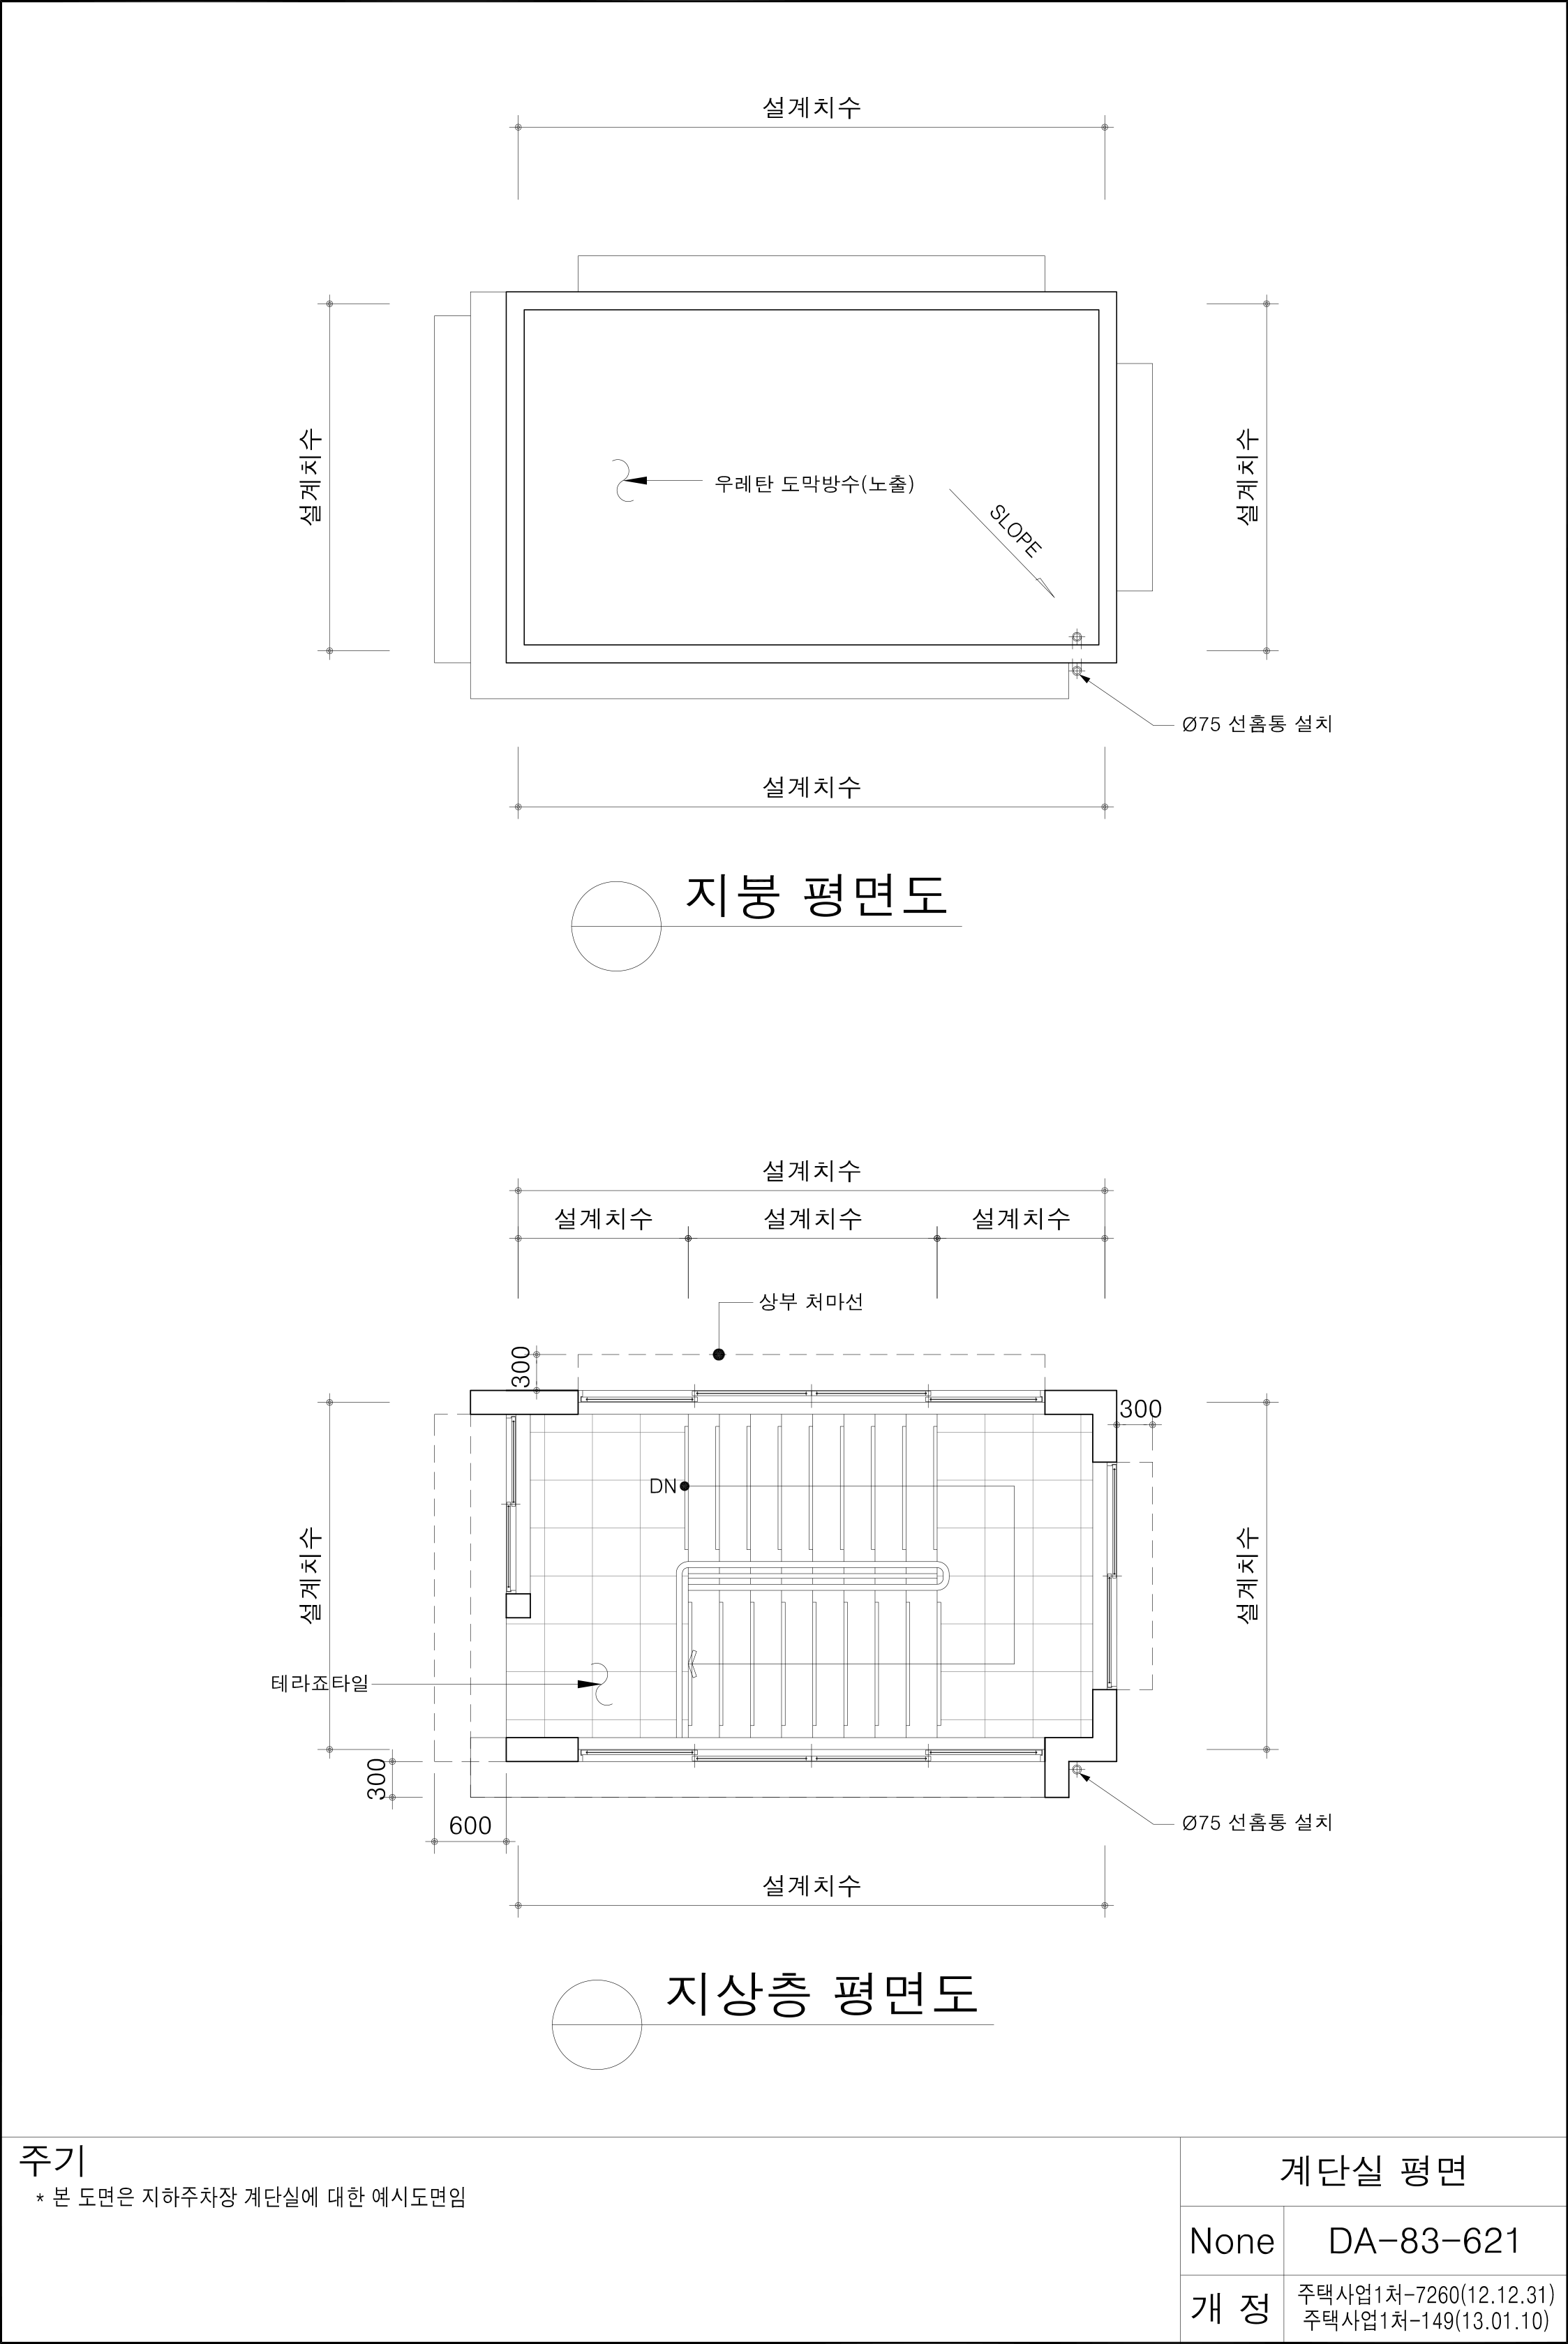 설계치수
설계치수
설계치수
우레탄 도막방수(노출)
SLOPE
Ø75 선홈통 설치
설계치수
지붕 평면도
설계치수
설계치수 설계치수 설계치수
상부 처마선
300
300
DN
설계치수
설계치수
테라죠타일
300
600
Ø75 선홈통 설치
설계치수
지상층 평면도
주기
* 본 도면은 지하주차장 계단실에 대한 예시도면임
계단실 평면
None DA-83-621
개 정 주택사업1처-7260(12.12.31)
주택사업1처-149(13.01.10)